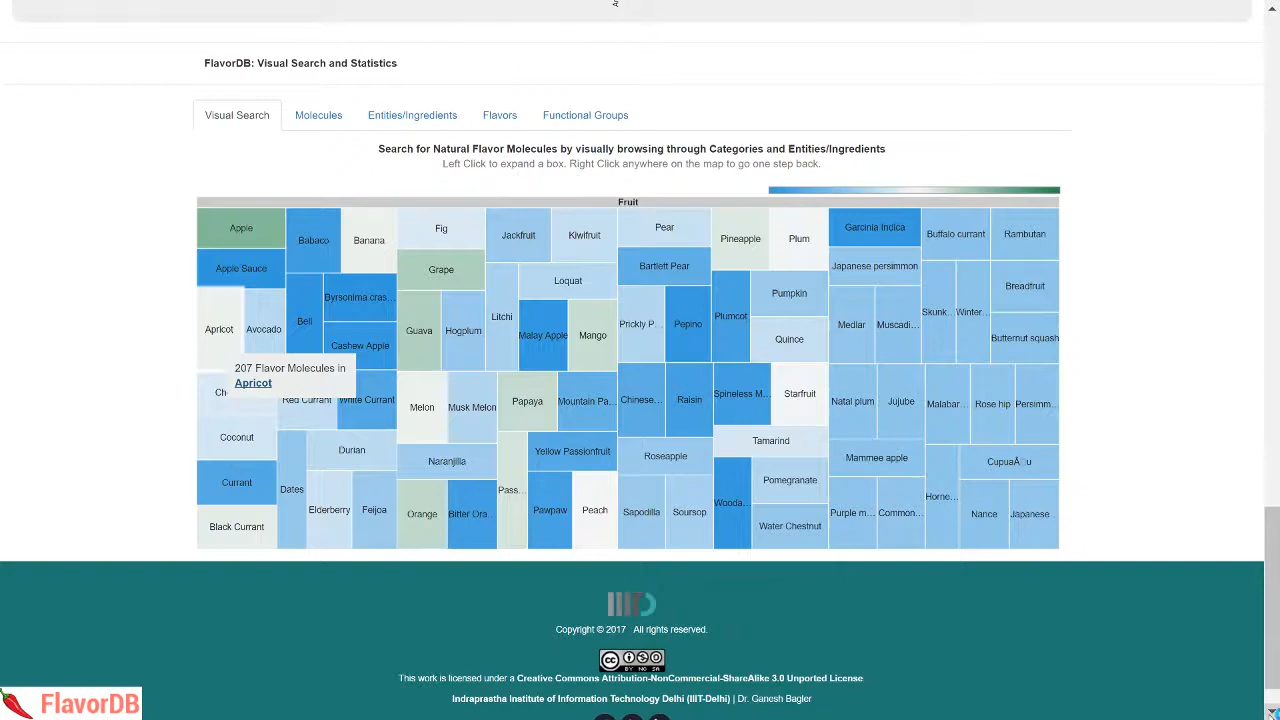 FlavorDB: Visual Search and Statistics
Visual Search Molecules Entities/Ingredients Flavors Functional Groups
Search for Natural Flavor Molecules by visually browsing through Categories and Entities/Ingredients
Left Click to expand a box. Right Click anywhere on the map to go one step back.
Fruit
Apple
Apple Sauce
Babaco
Banana
Apricot
Avocado
Bell
Byrsonima cras...
Cashew Apple
207 Flavor Molecules in
Apricot
Red Currant
White Currant
Coconut
Currant
Black Currant
Dates
Durian
Elderberry
Feijoa
Fig
Grape
Guava
Hogplum
Jackfruit
Kiwifruit
Litchi
Loquat
Malay Apple
Mango
Melon
Musk Melon
Naranjilla
Orange
Bitter Ora...
Papaya
Mountain Pa...
Pass...
Yellow Passionfruit
Pawpaw
Peach
Pear
Bartlett Pear
Prickly P...
Pepino
Chinese...
Raisin
Roseapple
Sapodilla
Soursop
Pineapple
Plum
Plumcot
Pumpkin
Quince
Spineless M...
Starfruit
Tamarind
Wooda...
Pomegranate
Water Chestnut
Garcinia Indica
Japanese persimmon
Medlar
Muscadi...
Natal plum
Jujube
Mammee apple
Purple m...
Common...
Buffalo currant
Rambutan
Skunk...
Winter...
Breadfruit
Butternut squash
Malabar...
Rose hip
Persimm...
Horne...
CupuaÃ�u
Nance
Japanese...
Copyright © 2017 All rights reserved.
cc
BY NC SA
This work is licensed under a Creative Commons Attribution-NonCommercial-ShareAlike 3.0 Unported License
Indraprastha Institute of Information Technology Delhi (IIIT-Delhi) | Dr. Ganesh Bagler
FlavorDB